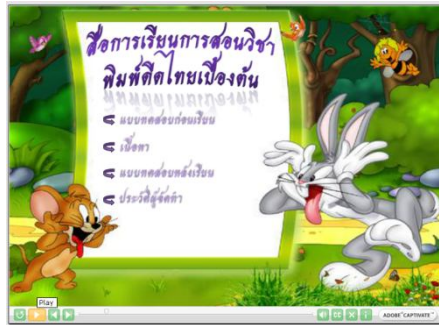 สื่อการเรียนการสอนวิชา
พิมพ์ดีดไทยเบื้องต้น
แบบทดสอบก่อนเรียน
เนื้อหา
แบบทดสอบหลังเรียน
ประวัติผู้จัดทำ
Play
CC
ADOBE CAPTIVATE™